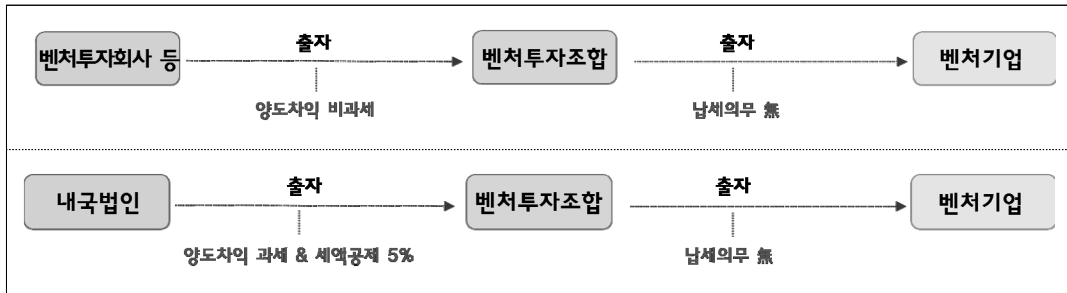 출자 출자
벤처투자회사 등 벤처투자조합 벤처기업
양도차익 비과세 납세의무 無
출자 출자
내국법인 벤처투자조합 벤처기업
양도차익 과세 & 세액공제 5% 납세의무 無